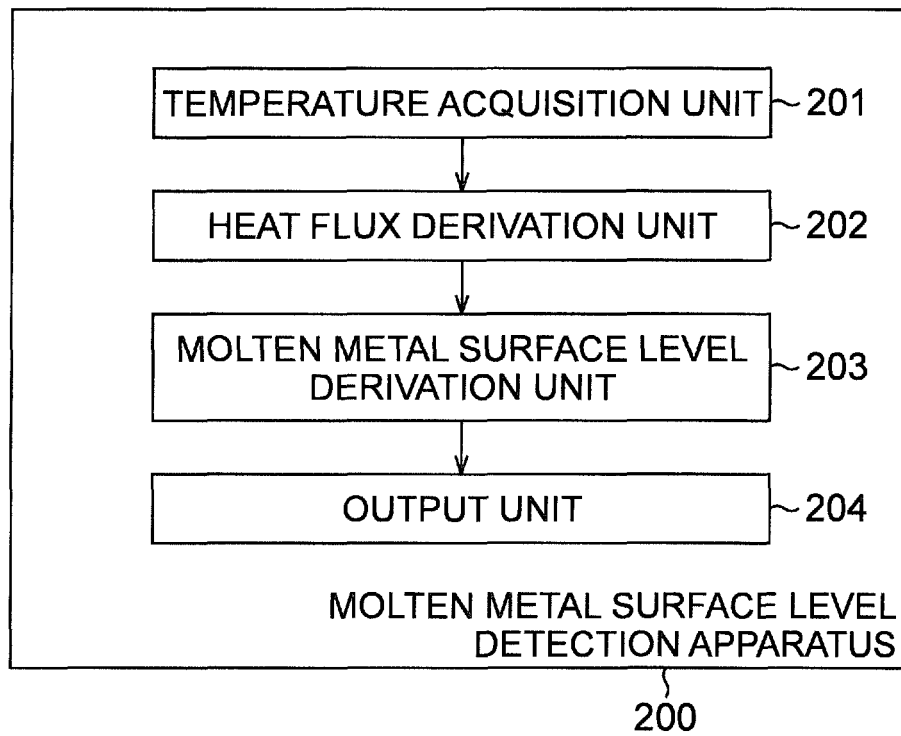 TEMPERATURE ACQUISITION UNIT 201
HEAT FLUX DERIVATION UNIT 202
MOLTEN METAL SURFACE LEVEL
DERIVATION UNIT 203
OUTPUT UNIT 204
MOLTEN METAL SURFACE LEVEL
DETECTION APPARATUS
200